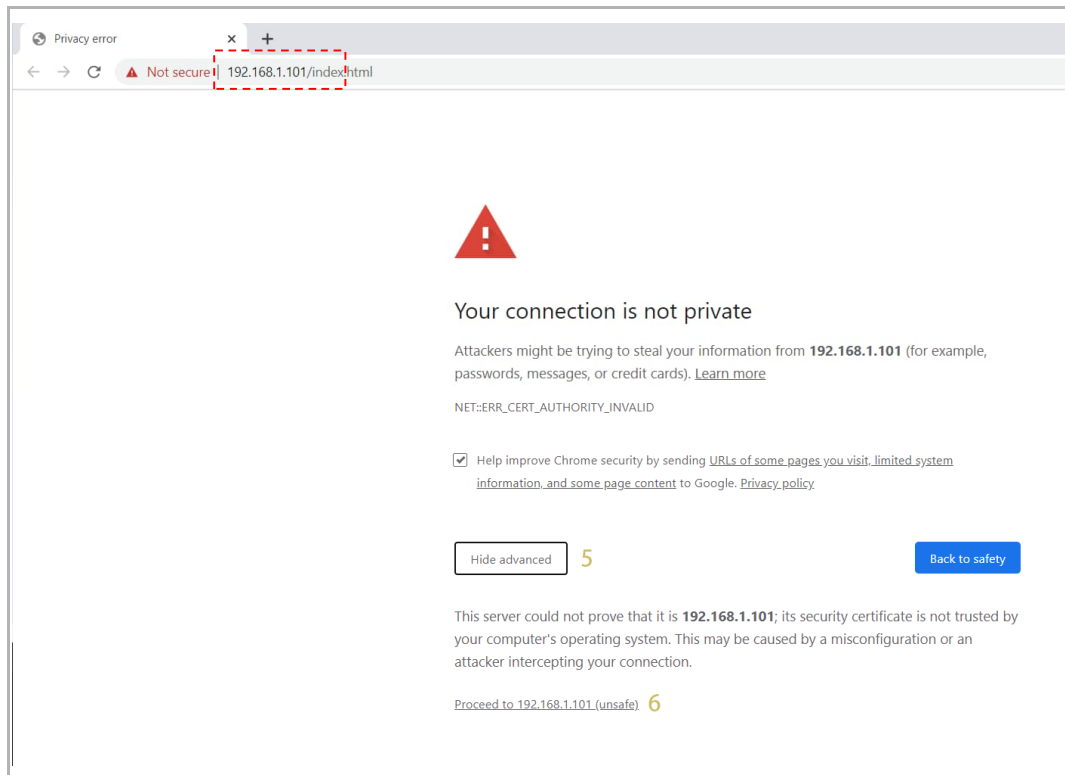 Privacy error
Not secure | 192.168.1.101/index.html
Your connection is not private
Attackers might be trying to steal your information from 192.168.1.101 (for example,
passwords, messages, or credit cards). Learn more
NET::ERR_CERT_AUTHORITY_INVALID
Help improve Chrome security by sending URLs of some pages you visit, limited system
information, and some page content to Google. Privacy policy
Hide advanced 5 Back to safety
This server could not prove that it is 192.168.1.101; its security certificate is not trusted by
your computer's operating system. This may be caused by a misconfiguration or an
attacker intercepting your connection.
Proceed to 192.168.1.101 (unsafe) 6